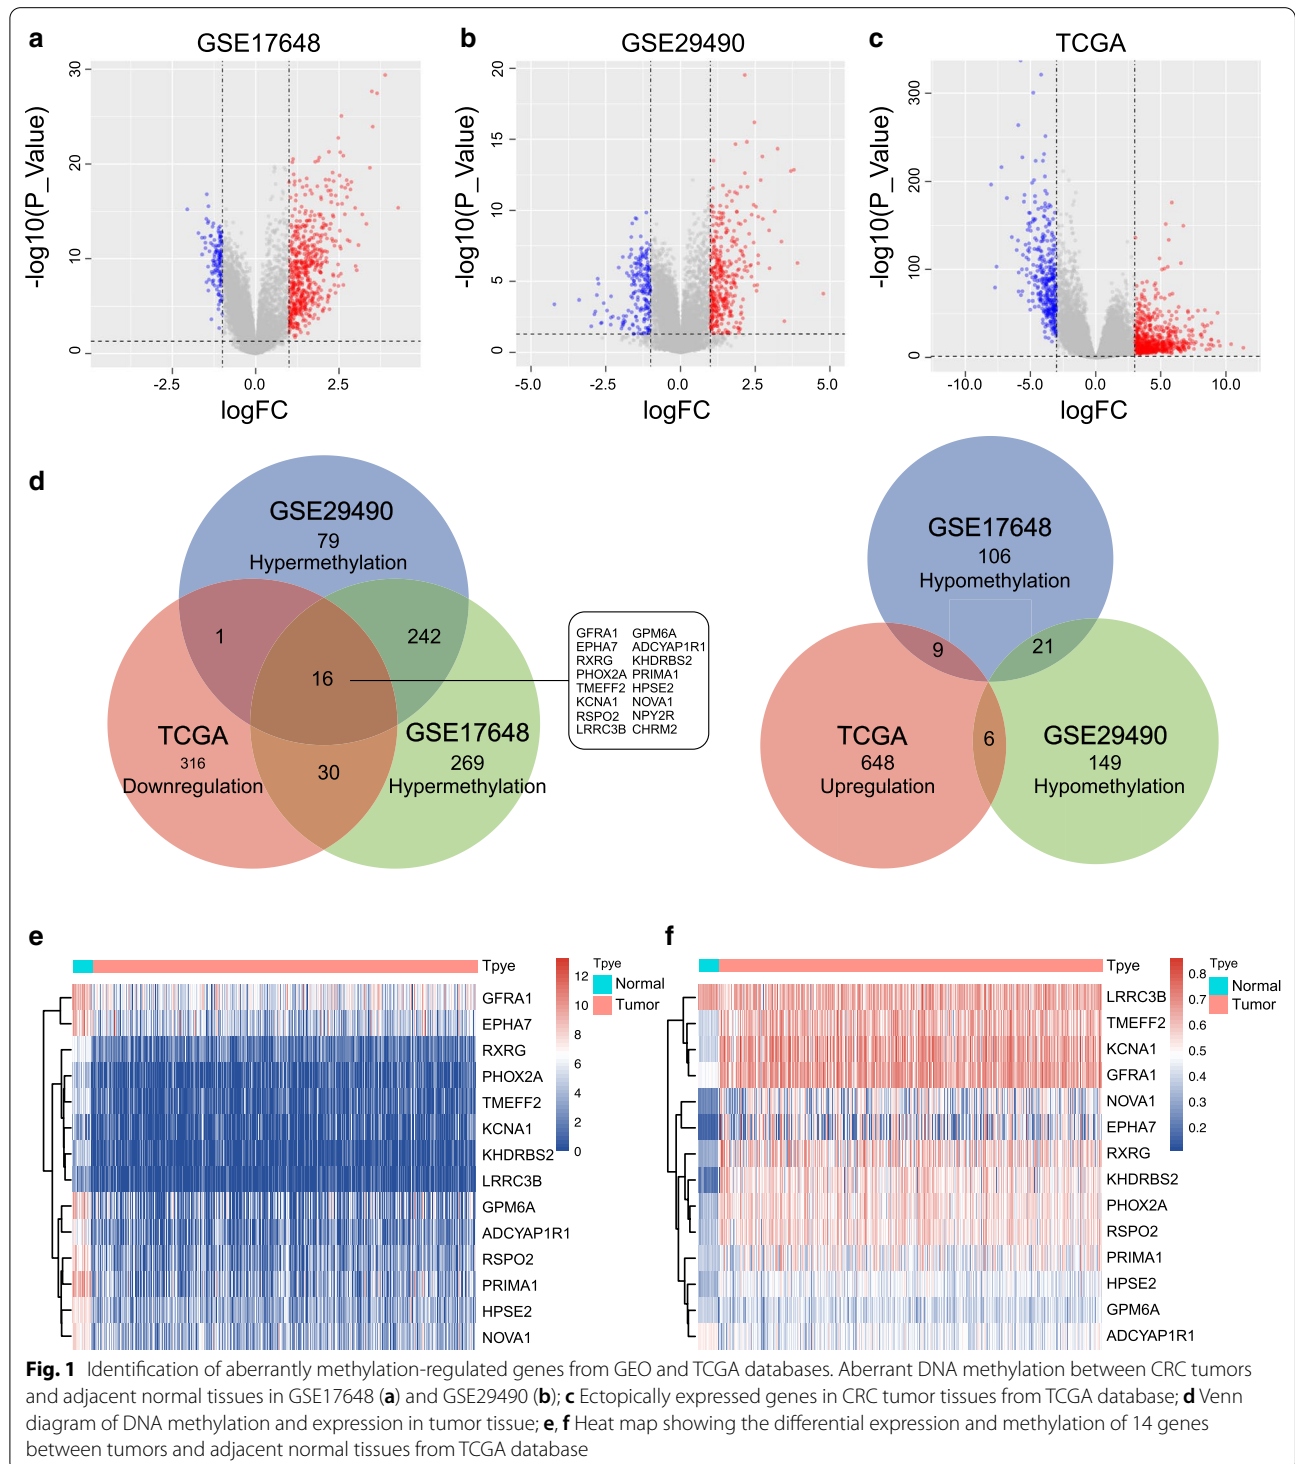 a
GSE17648
30
20
10
0
-log10(P_Value)
-2.5 0.0 2.5
logFC
b
GSE29490
20
15
10
5
0
-log10(P_Value)
-5.0 -2.5 0.0 2.5 5.0
logFC
c
TCGA
300
200
100
0
-log10(P_Value)
-10.0 -5.0 0.0 5.0 10.0
logFC
d
GSE29490
79
Hypermethylation
1
242
16
TCGA
316
Downregulation
30
GSE17648
269
Hypermethylation
GFRA1 GPM6A
EPHA7 ADCYAP1R1
RXRG KHDRBS2
PHOX2A PRIMA1
TMEFF2 HPSE2
KCNA1 NOVA1
RSPO2 NPY2R
LRRC3B CHRM2
GSE17648
106
Hypomethylation
9
21
TCGA
648
Upregulation
6
GSE29490
149
Hypomethylation
e
Tpye
GFRA1
EPHA7
RXRG
PHOX2A
TMEFF2
KCNA1
KHDRBS2
LRRC3B
GPM6A
ADCYAP1R1
RSPO2
PRIMA1
HPSE2
NOVA1
12
10
8
6
4
2
0
Tpye
Normal
Tumor
f
Tpye
LRRC3B
TMEFF2
KCNA1
GFRA1
NOVA1
EPHA7
RXRG
KHDRBS2
PHOX2A
RSPO2
PRIMA1
HPSE2
GPM6A
ADCYAP1R1
0.8
0.7
0.6
0.5
0.4
0.3
0.2
Tpye
Normal
Tumor
Fig. 1 Identification of aberrantly methylation-regulated genes from GEO and TCGA databases. Aberrant DNA methylation between CRC tumors
and adjacent normal tissues in GSE17648 (a) and GSE29490 (b); c Ectopically expressed genes in CRC tumor tissues from TCGA database; d Venn
diagram of DNA methylation and expression in tumor tissue; e, f Heat map showing the differential expression and methylation of 14 genes
between tumors and adjacent normal tissues from TCGA database